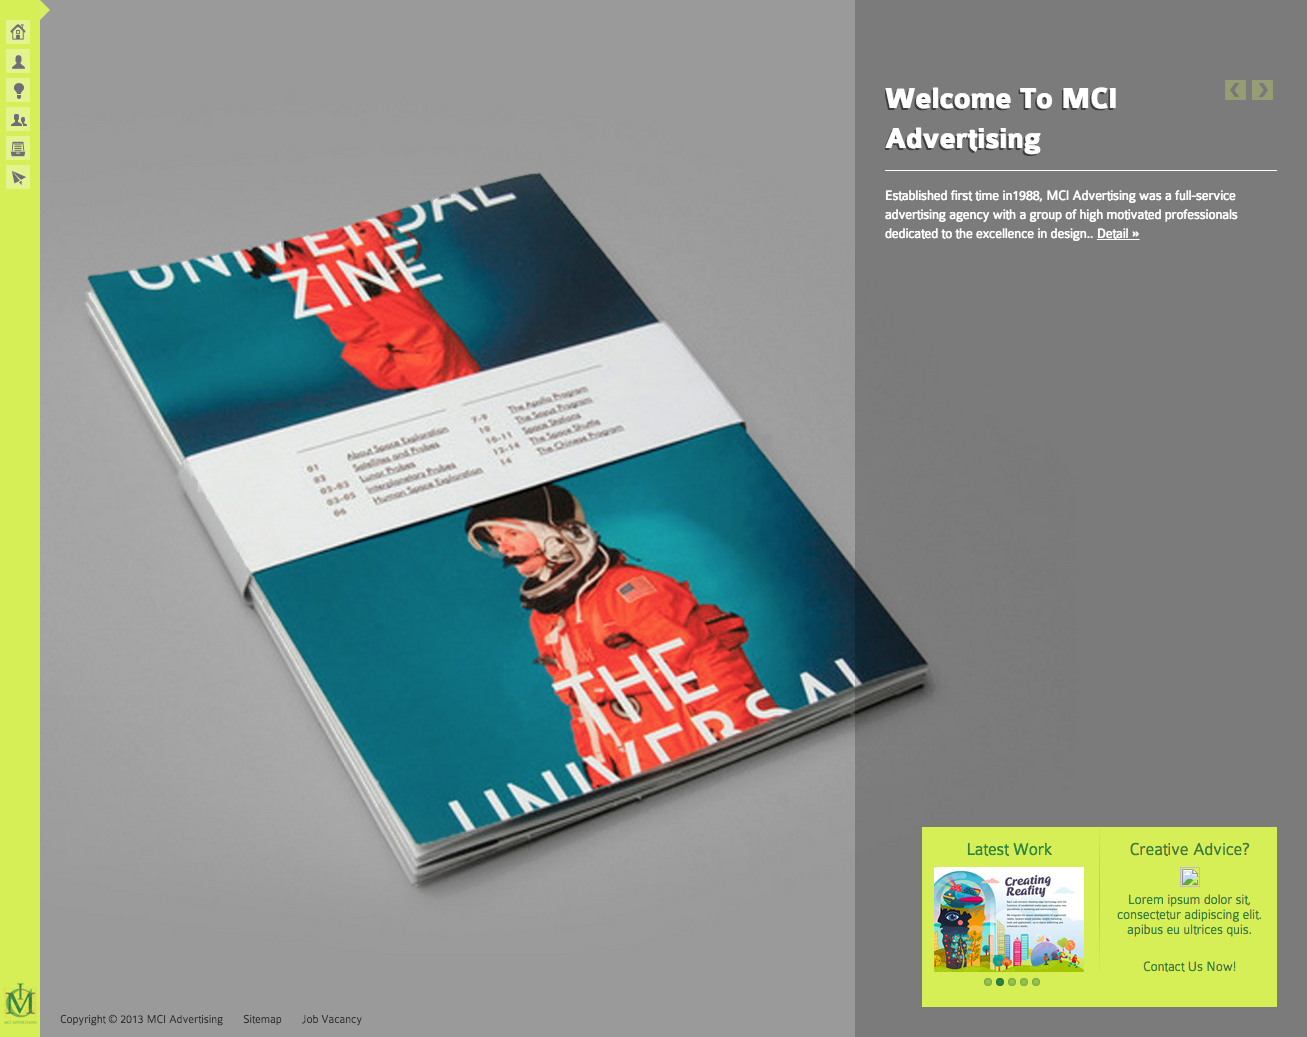 Welcome To MCI
Advertising
Established first time in1988, MCI Advertising was a full-service
advertising agency with a group of high motivated professionals
dedicated to the excellence in design.. Detail »
UNIVERSAL
ZINE
01 About Space Exploration
03 Satellites and Probes
Lunar Probes
Interplanetary Probes
06 Human Space Exploration
7-9 The Apollo Program
10 The Soyuz Program
10-11 Space Stations
12-14 The Space Shuttle
14 The Chinese Program
THE
UNIVERSAL
Latest Work
Creating
Reality
Creative Advice?
Lorem ipsum dolor sit,
consectetur adipiscing elit.
apibus eu ultrices quis.
Contact Us Now!
MCI ADVERTISING
Copyright © 2013 MCI Advertising Sitemap Job Vacancy